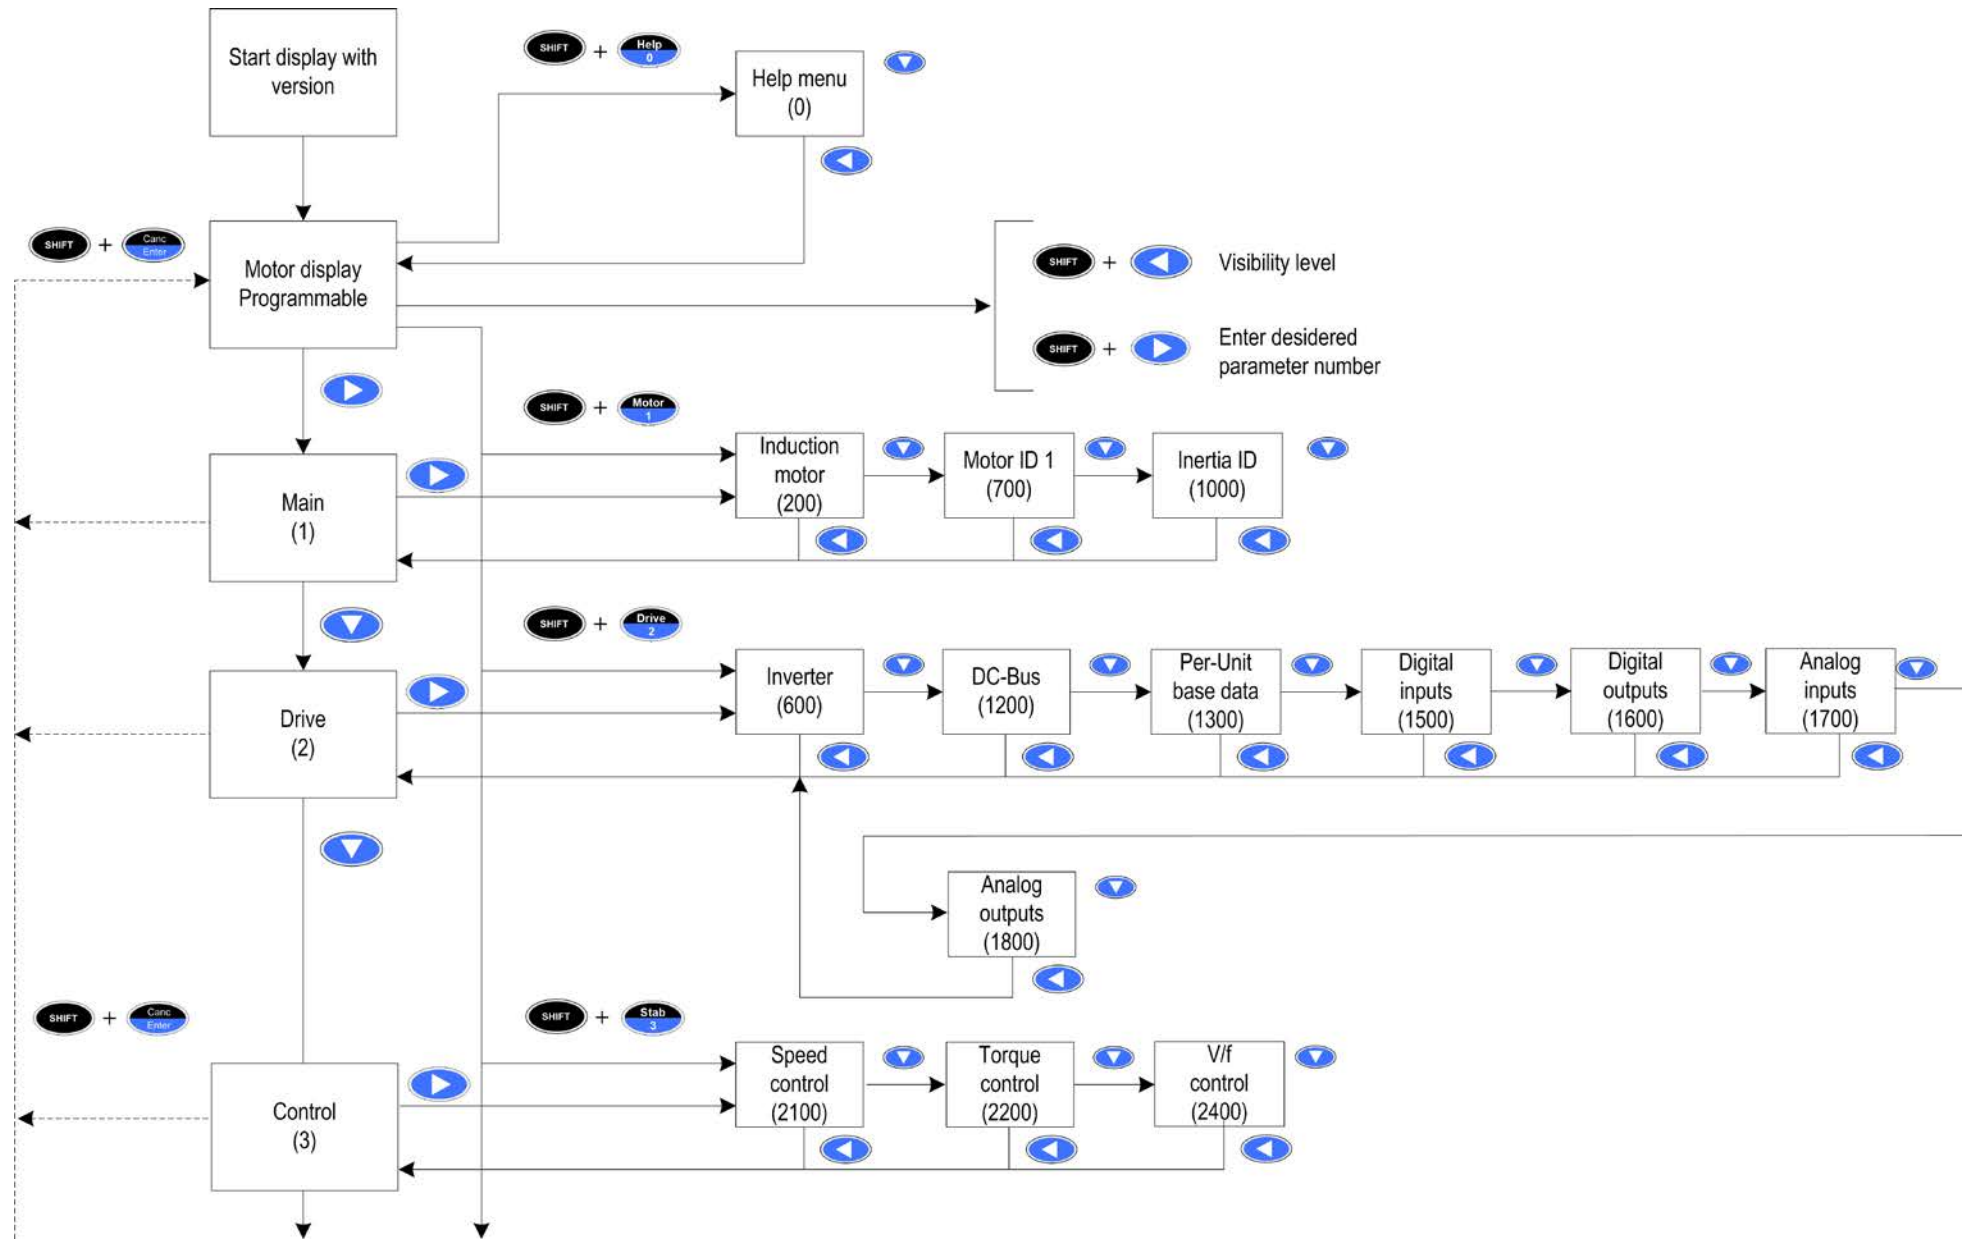 Start display with
version
SHIFT + Help
0
Help menu
(0)
SHIFT + Canc
Enter
Motor display
Programmable
SHIFT + Visibility level
SHIFT + Enter desidered
parameter number
SHIFT + Motor
1
Main
(1)
Induction
motor
(200)
Motor ID 1
(700)
Inertia ID
(1000)
SHIFT + Drive
2
Drive
(2)
Inverter
(600)
DC-Bus
(1200)
Per-Unit
base data
(1300)
Digital
inputs
(1500)
Digital
outputs
(1600)
Analog
inputs
(1700)
Analog
outputs
(1800)
SHIFT + Canc
Enter
SHIFT + Stab
3
Control
(3)
Speed
control
(2100)
Torque
control
(2200)
V/f
control
(2400)